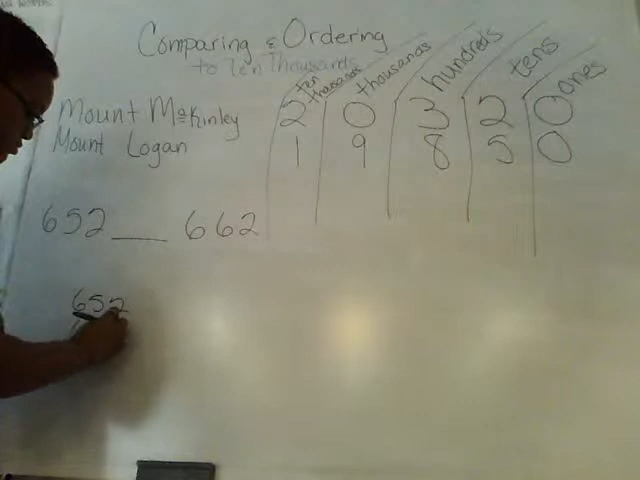 Comparing & Ordering
to Ten Thousands
ten thousands thousands hundreds tens ones
Mount McKinley 2 0 3 2 0
Mount Logan 1 9 8 5 0
652 ___ 662
652